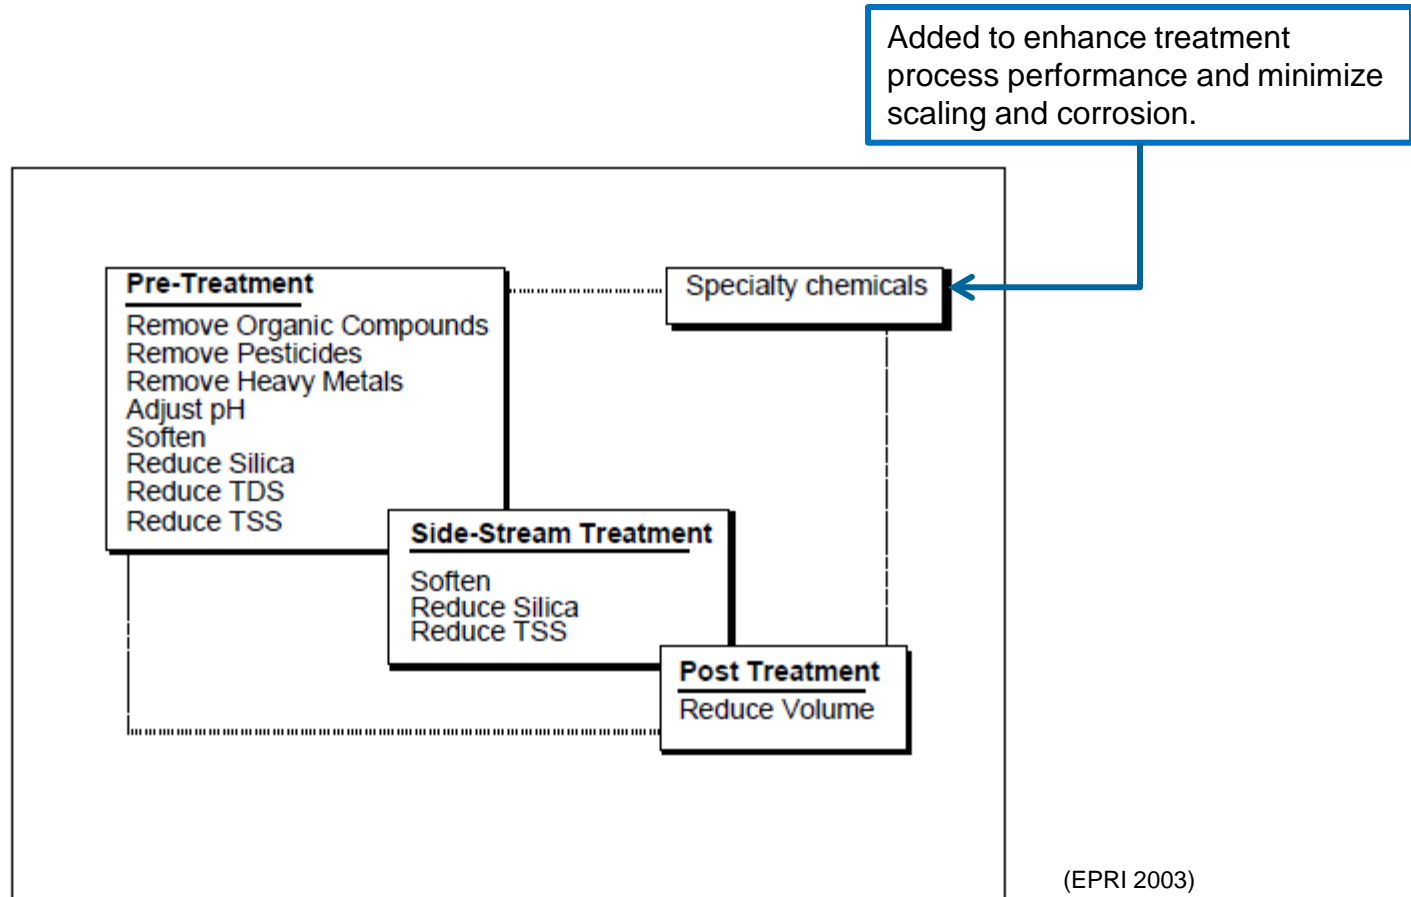 Added to enhance treatment
process performance and minimize
scaling and corrosion.
Pre-Treatment
Remove Organic Compounds
Remove Pesticides
Remove Heavy Metals
Adjust pH
Soften
Reduce Silica
Reduce TDS
Reduce TSS
Specialty chemicals
Side-Stream Treatment
Soften
Reduce Silica
Reduce TSS
Post Treatment
Reduce Volume
(EPRI 2003)